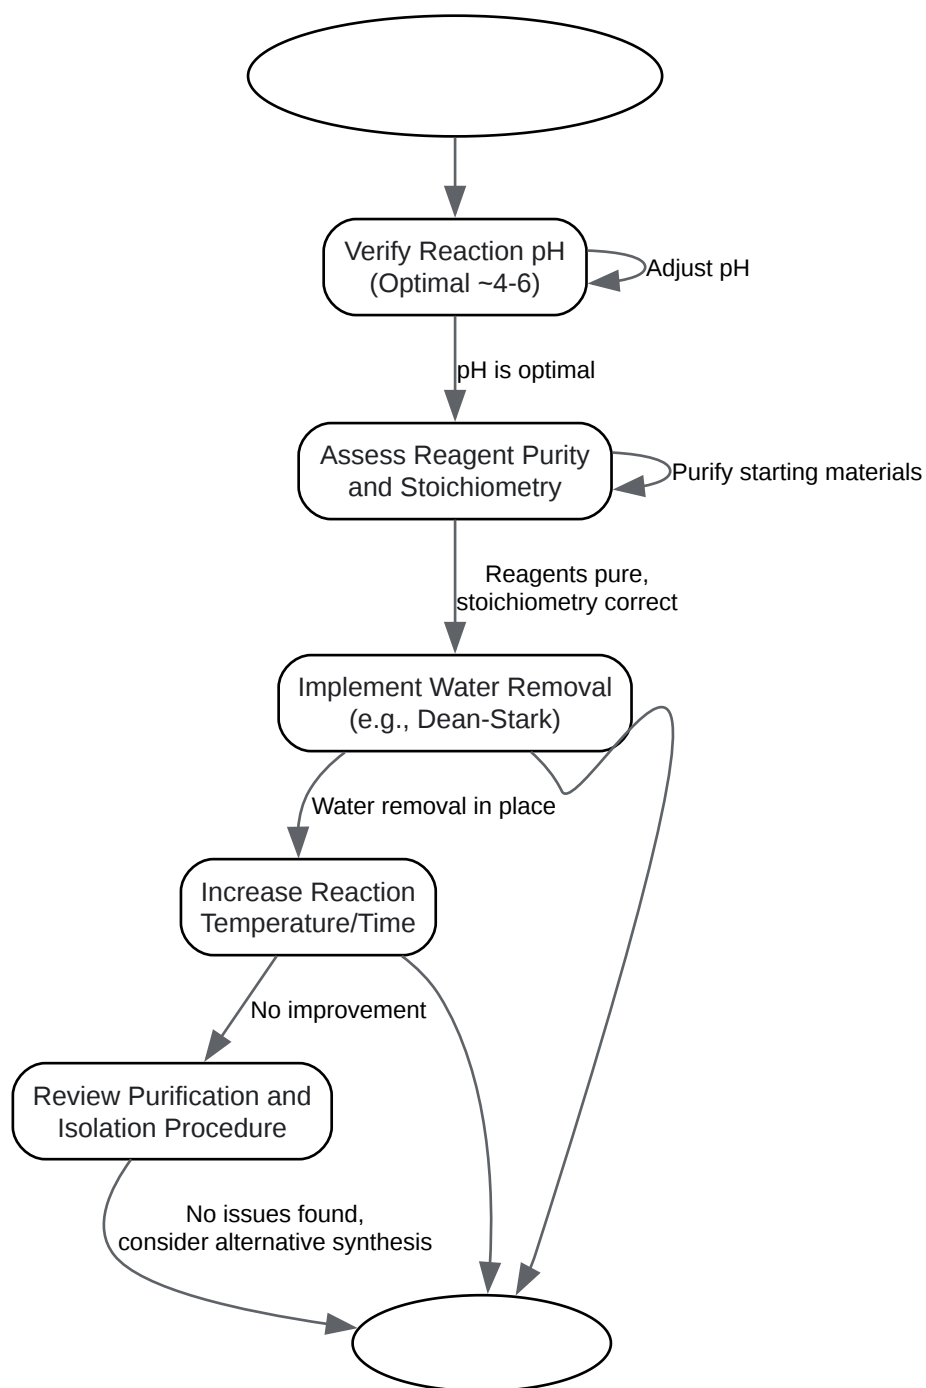 Verify Reaction pH
(Optimal ~4-6)
Adjust pH
pH is optimal
Assess Reagent Purity
and Stoichiometry
Purify starting materials
Reagents pure,
stoichiometry correct
Implement Water Removal
(e.g., Dean-Stark)
Water removal in place
Increase Reaction
Temperature/Time
No improvement
Review Purification and
Isolation Procedure
No issues found,
consider alternative synthesis